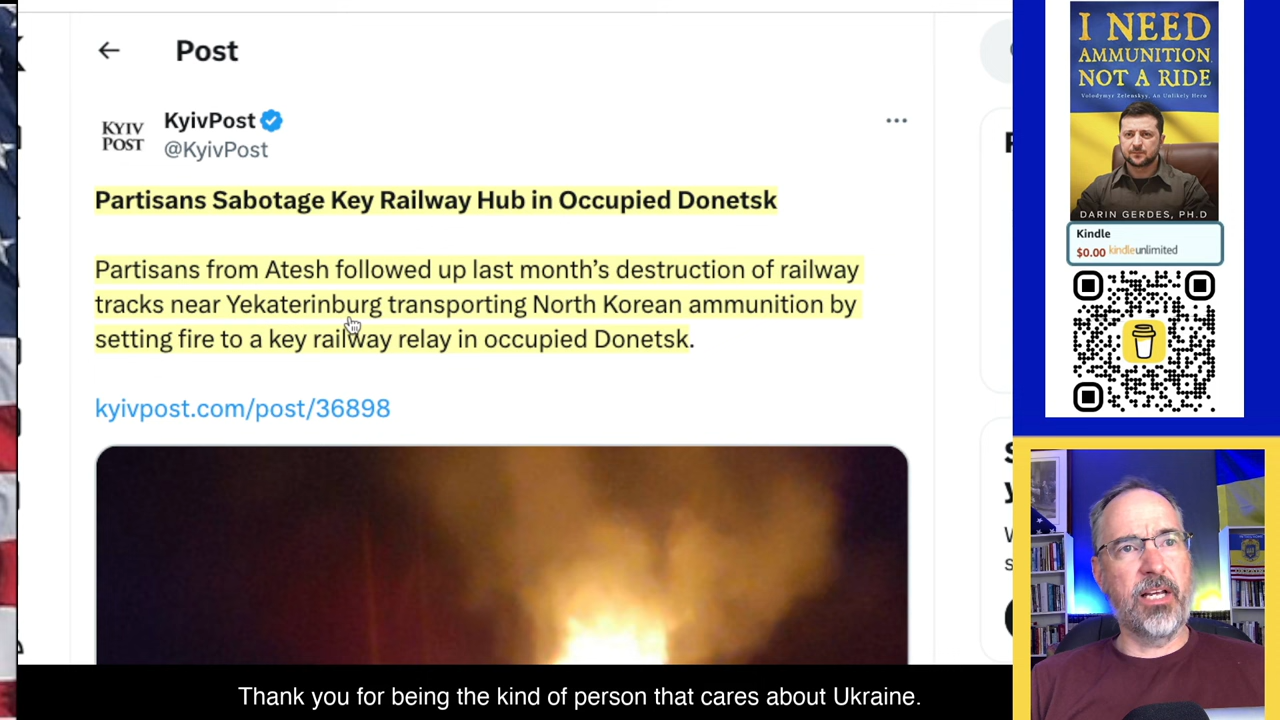 Post
KYIV
POST
KyivPost
@KyivPost
Partisans Sabotage Key Railway Hub in Occupied Donetsk
Partisans from Atesh followed up last month’s destruction of railway
tracks near Yekaterinburg transporting North Korean ammunition by
setting fire to a key railway relay in occupied Donetsk.
kyivpost.com/post/36898
Thank you for being the kind of person that cares about Ukraine.
I NEED
AMMUNITION,
NOT A RIDE
Volodymyr Zelenskyy, An Unlikely Hero
DARIN GERDES, PH.D
Kindle
$0.00 kindleunlimited